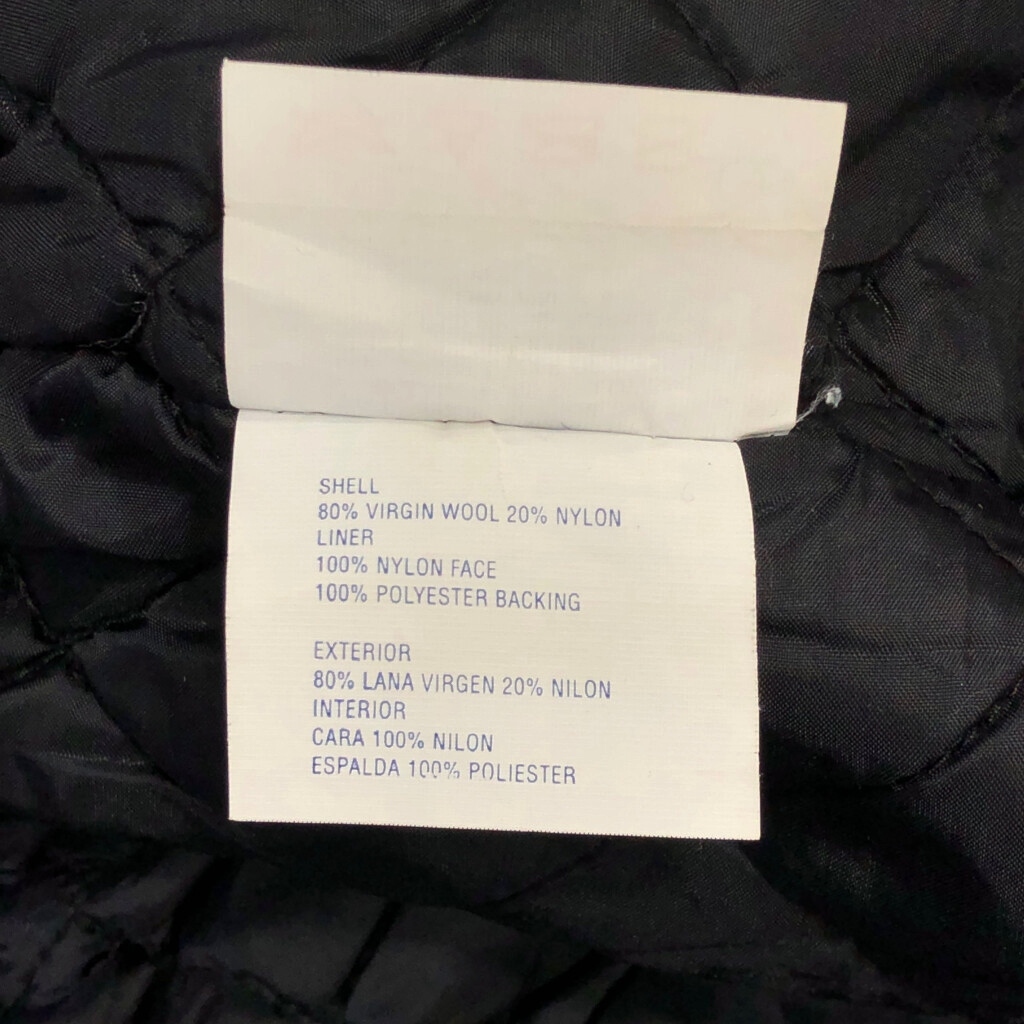 SHELL
80% VIRGIN WOOL 20% NYLON
LINER
100% NYLON FACE
100% POLYESTER BACKING
EXTERIOR
80% LANA VIRGEN 20% NILON
INTERIOR
CARA 100% NILON
ESPALDA 100% POLIESTER